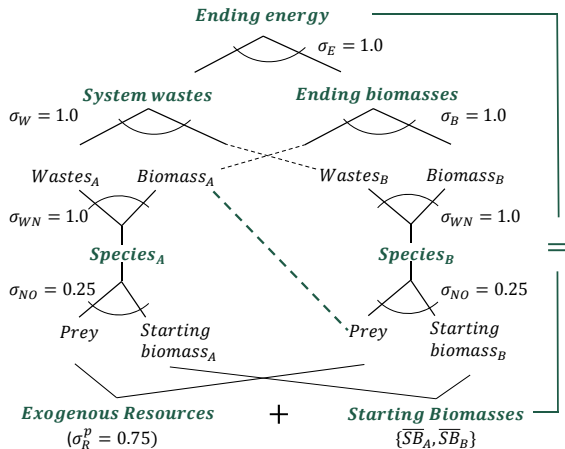 Ending energy
σ_E = 1.0
System wastes
Ending biomasses
σ_W = 1.0
σ_B = 1.0
Wastes_A
Biomass_A
Wastes_B
Biomass_B
σ_WN = 1.0
σ_WN = 1.0
Species_A
Species_B
=
σ_NO = 0.25
σ_NO = 0.25
Prey
Starting
biomass_A
Prey
Starting
biomass_B
Exogenous Resources
+
Starting Biomasses
(σ_R^p = 0.75)
{S̅B̅_A, S̅B̅_B}